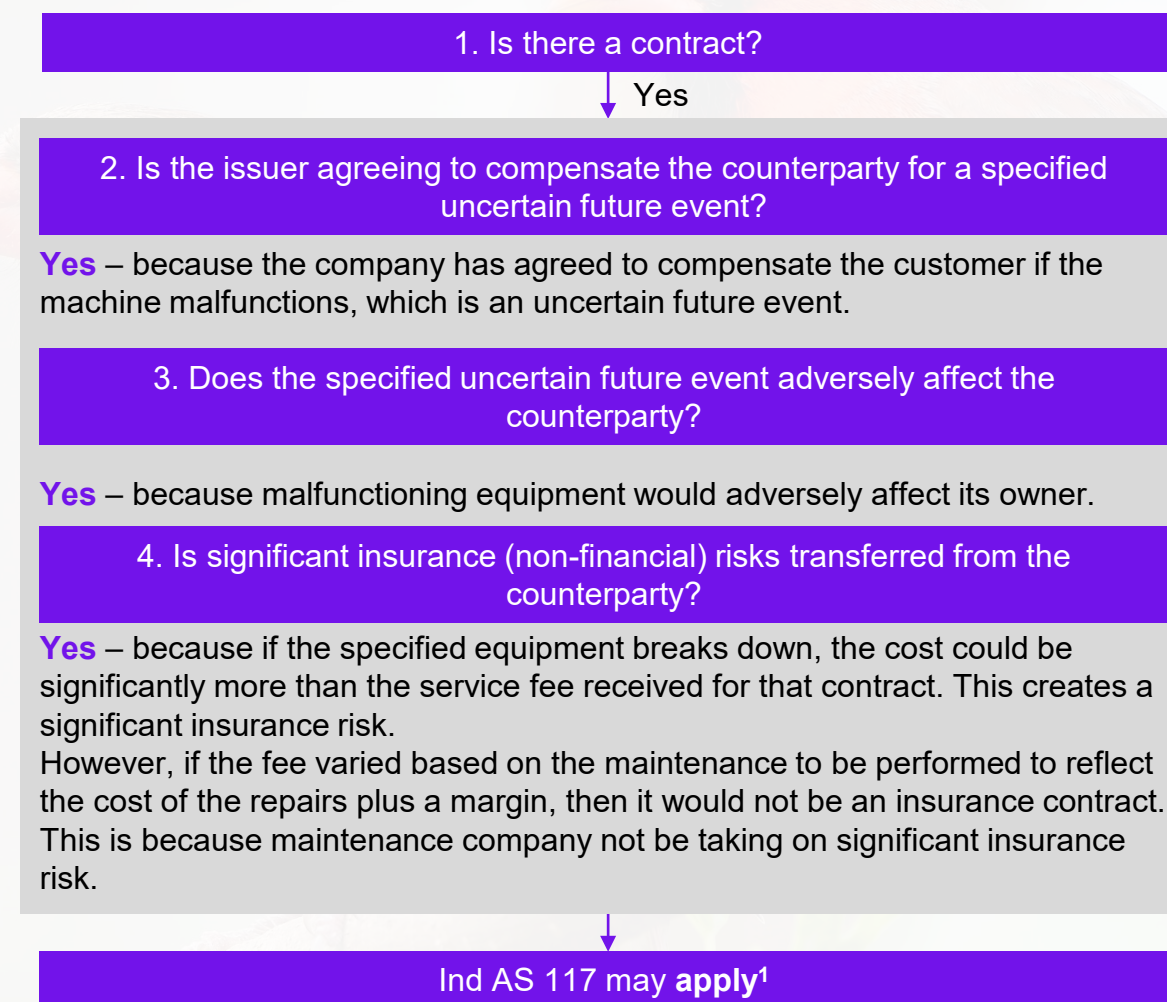 1. Is there a contract?
Yes
2. Is the issuer agreeing to compensate the counterparty for a specified
uncertain future event?
Yes – because the company has agreed to compensate the customer if the
machine malfunctions, which is an uncertain future event.
3. Does the specified uncertain future event adversely affect the
counterparty?
Yes – because malfunctioning equipment would adversely affect its owner.
4. Is significant insurance (non-financial) risks transferred from the
counterparty?
Yes – because if the specified equipment breaks down, the cost could be
significantly more than the service fee received for that contract. This creates a
significant insurance risk.
However, if the fee varied based on the maintenance to be performed to reflect
the cost of the repairs plus a margin, then it would not be an insurance contract.
This is because maintenance company not be taking on significant insurance
risk.
Ind AS 117 may apply¹